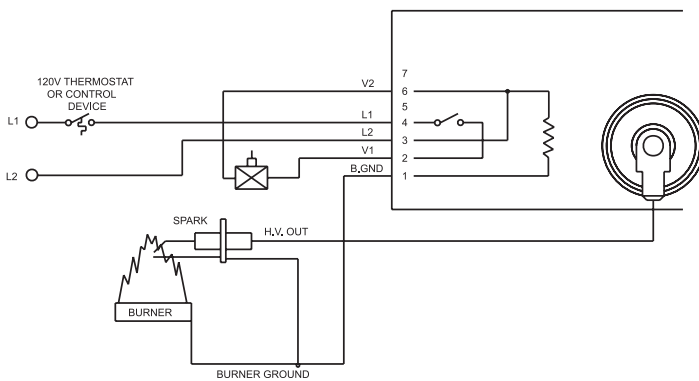 120V THERMOSTAT
OR CONTROL
DEVICE
L1
L2
V2
L1
L2
V1
B.GND
7
6
5
4
3
2
1
SPARK
H.V. OUT
BURNER
BURNER GROUND